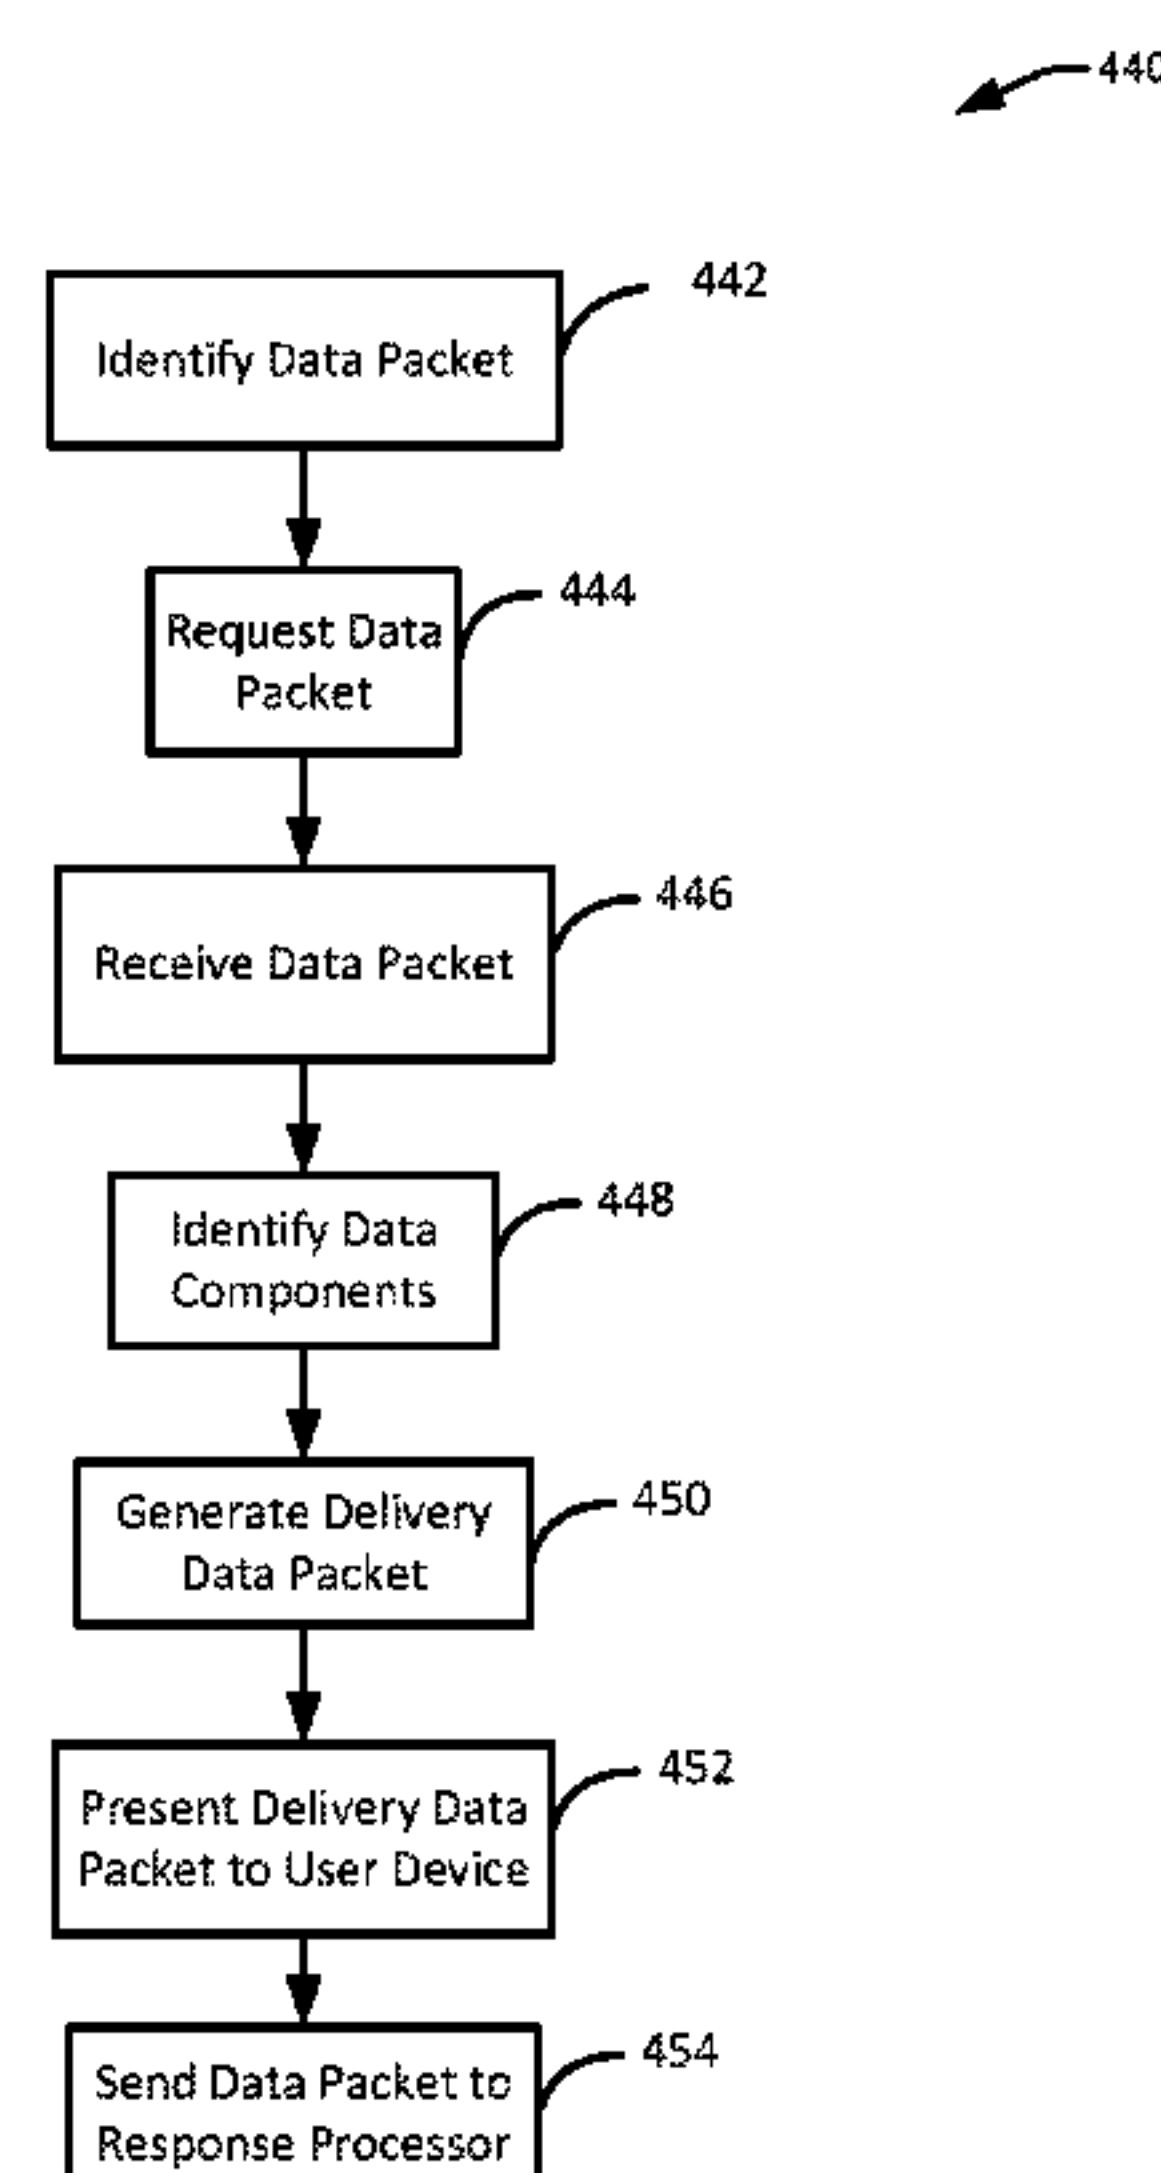 440
442
Identify Data Packet
444
Request Data
Packet
446
Receive Data Packet
448
Identify Data
Components
450
Generate Delivery
Data Packet
452
Present Delivery Data
Packet to User Device
454
Send Data Packet to
Response Processor